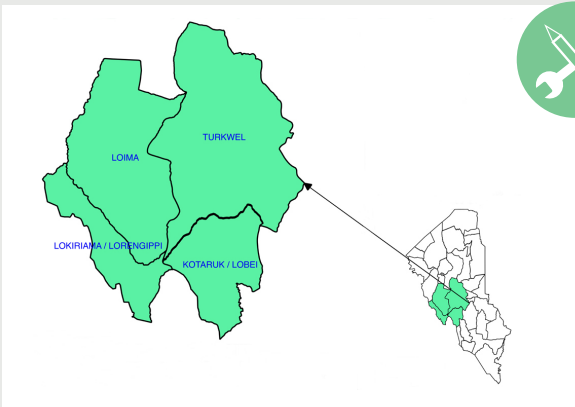 TURKWEL
LOIMA
LOKIRIAMA / LORENGIPPI
KOTARUK / LOBEI